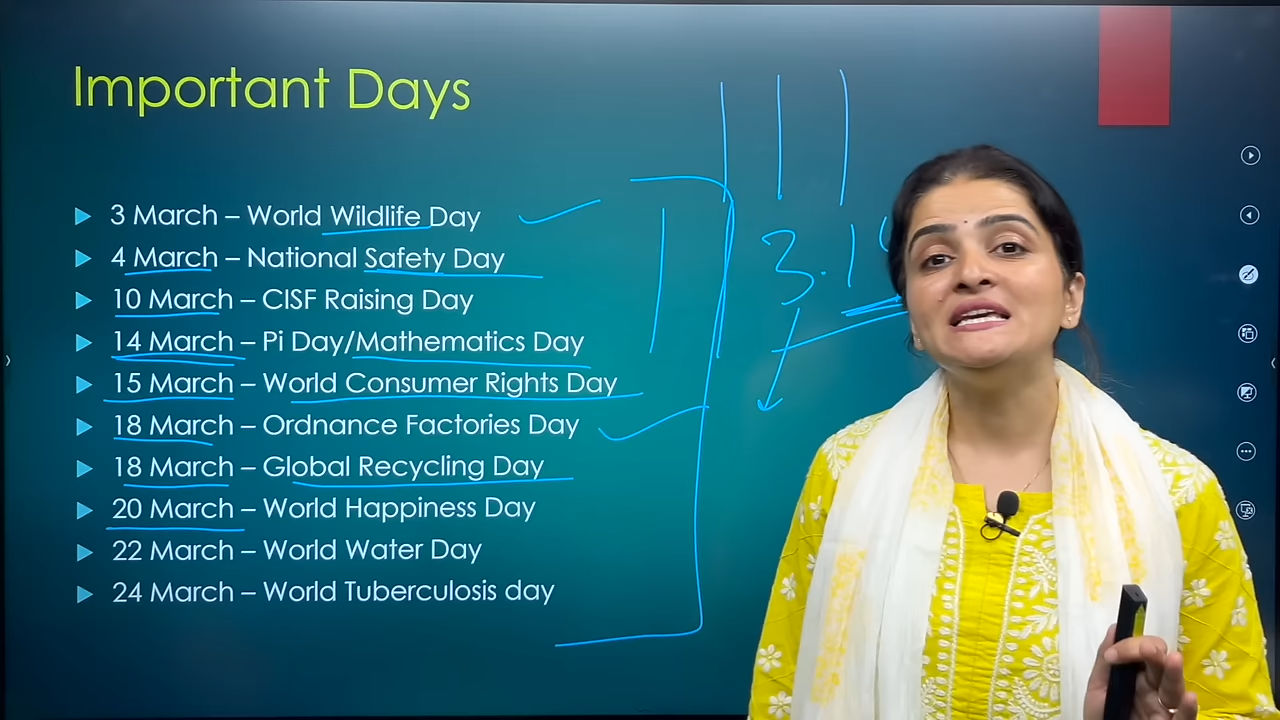 Important Days
3 March – World Wildlife Day
4 March – National Safety Day
10 March – CISF Raising Day
14 March – Pi Day/Mathematics Day
15 March – World Consumer Rights Day
18 March – Ordnance Factories Day
18 March – Global Recycling Day
20 March – World Happiness Day
22 March – World Water Day
24 March – World Tuberculosis day
3.1